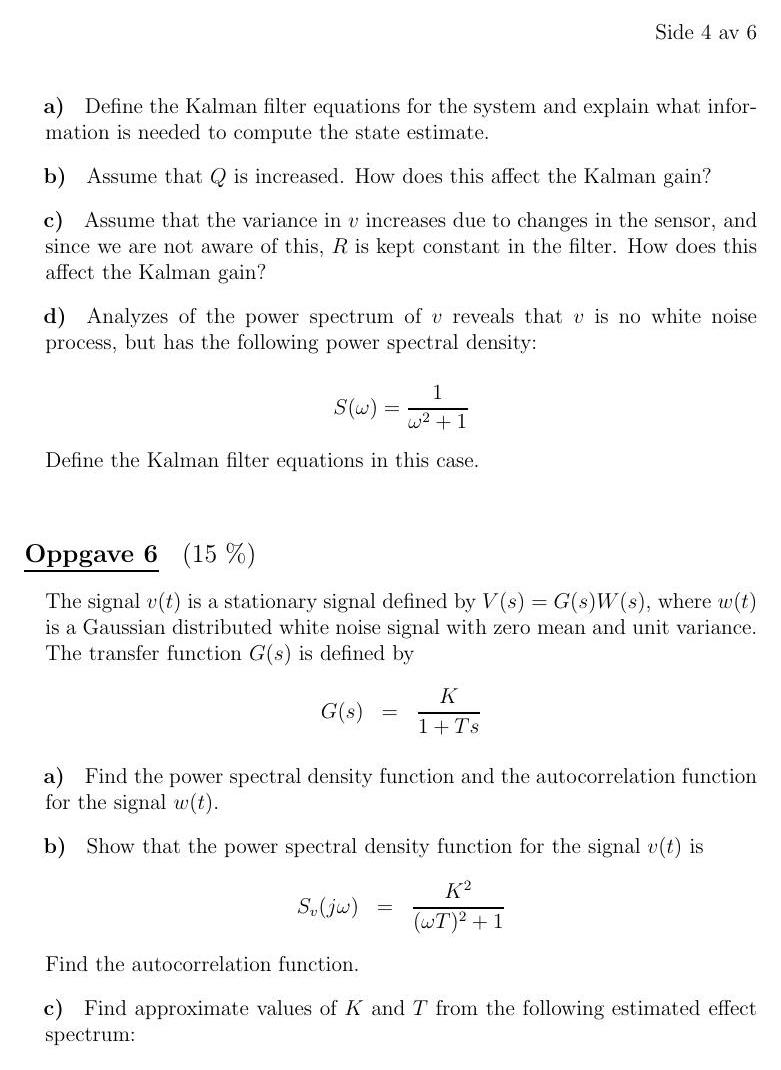 Side 4 av 6
a) Define the Kalman filter equations for the system and explain what infor-
mation is needed to compute the state estimate.
b) Assume that Q is increased. How does this affect the Kalman gain?
c) Assume that the variance in v increases due to changes in the sensor, and
since we are not aware of this, R is kept constant in the filter. How does this
affect the Kalman gain?
d) Analyzes of the power spectrum of v reveals that v is no white noise
process, but has the following power spectral density:
S(ω) = 1 / (ω² + 1)
Define the Kalman filter equations in this case.
Oppgave 6 (15 %)
The signal v(t) is a stationary signal defined by V(s) = G(s)W(s), where w(t)
is a Gaussian distributed white noise signal with zero mean and unit variance.
The transfer function G(s) is defined by
G(s) = K / (1 + Ts)
a) Find the power spectral density function and the autocorrelation function
for the signal w(t).
b) Show that the power spectral density function for the signal v(t) is
Sᵥ(jω) = K² / ((ωT)² + 1)
Find the autocorrelation function.
c) Find approximate values of K and T from the following estimated effect
spectrum: